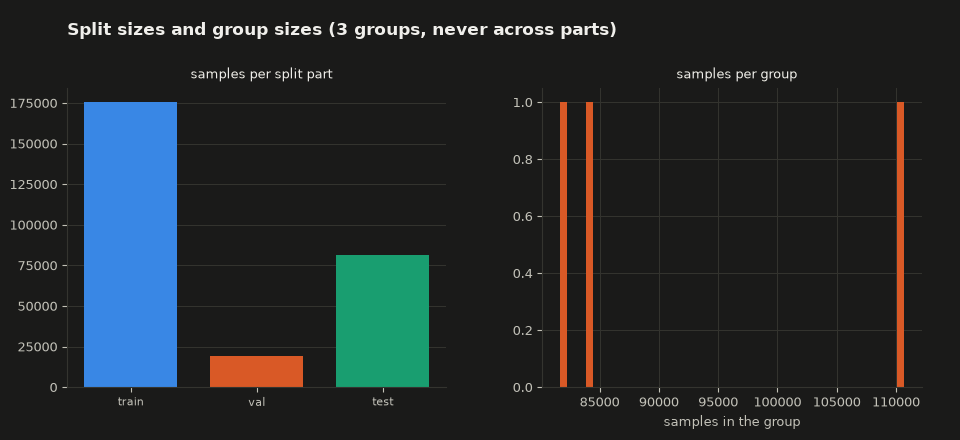 Split sizes and group sizes (3 groups, never across parts)
samples per split part
175000
150000
125000
100000
75000
50000
25000
0
train val test
samples per group
1.0
0.8
0.6
0.4
0.2
0.0
85000 90000 95000 100000 105000 110000
samples in the group